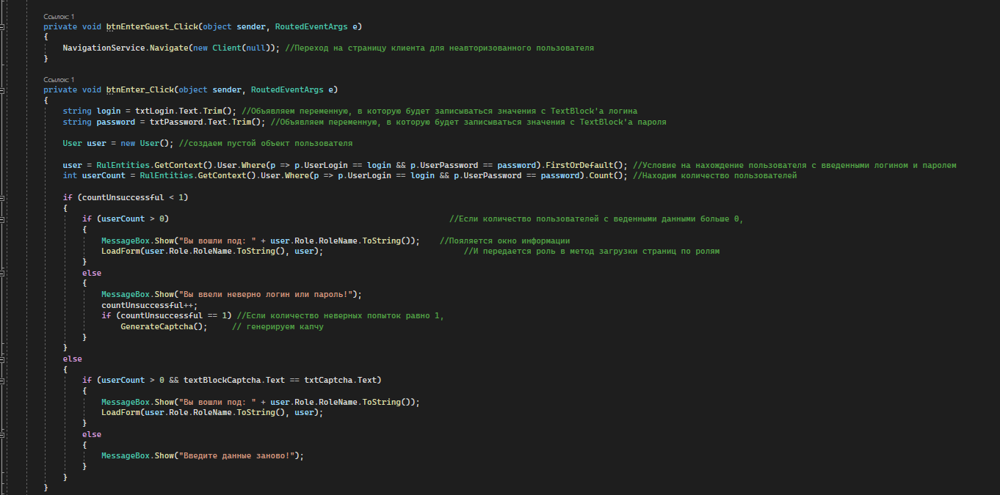 Ссылок: 1
private void btnEnterGuest_Click(object sender, RoutedEventArgs e)
{
NavigationService.Navigate(new Client(null)); //Переход на страницу клиента для неавторизованного пользователя
}
Ссылок: 1
private void btnEnter_Click(object sender, RoutedEventArgs e)
{
string login = txtLogin.Text.Trim(); //Объявляем переменную, в которую будет записываться значения с TextBlock'а логина
string password = txtPassword.Text.Trim(); //Объявляем переменную, в которую будет записываться значения с TextBlock'а пароля
User user = new User(); //создаем пустой объект пользователя
user = RulEntities.GetContext().User.Where(p => p.UserLogin == login && p.UserPassword == password).FirstOrDefault(); //Условие на нахождение пользователя с введенными логином и паролем
int userCount = RulEntities.GetContext().User.Where(p => p.UserLogin == login && p.UserPassword == password).Count(); //Находим количество пользователей
if (countUnsuccessful < 1)
{
if (userCount > 0) //Если количество пользователей с веденными данными больше 0,
{
MessageBox.Show("Вы вошли под: " + user.Role.RoleName.ToString()); //Пояляется окно информации
LoadForm(user.Role.RoleName.ToString(), user); //И передается роль в метод загрузки страниц по ролям
}
else
{
MessageBox.Show("Вы ввели неверно логин или пароль!");
countUnsuccessful++;
if (countUnsuccessful == 1) //Если количество неверных попыток равно 1,
GenerateCaptcha(); // генерируем капчу
}
}
else
{
if (userCount > 0 && textBlockCaptcha.Text == txtCaptcha.Text)
{
MessageBox.Show("Вы вошли под: " + user.Role.RoleName.ToString());
LoadForm(user.Role.RoleName.ToString(), user);
}
else
{
MessageBox.Show("Введите данные заново!");
}
}
}